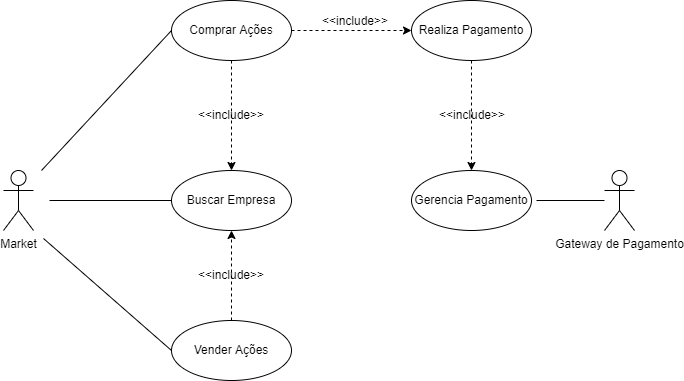 Comprar Ações
<<include>>
Realiza Pagamento
<<include>>
<<include>>
Market
Buscar Empresa
Gerencia Pagamento
Gateway de Pagamento
<<include>>
Vender Ações